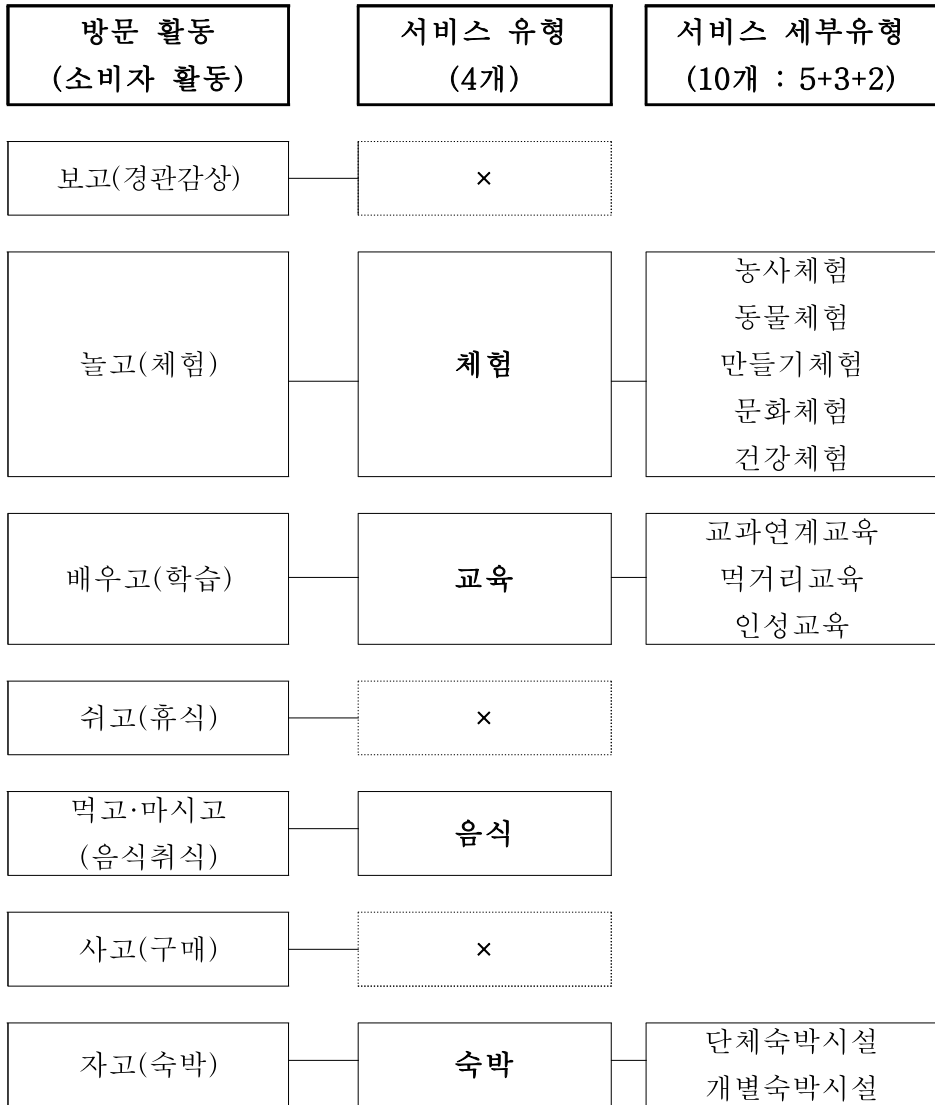 방문 활동
(소비자 활동)
서비스 유형
(4개)
서비스 세부유형
(10개 : 5+3+2)
보고(경관감상)
×
놀고(체험)
체험
농사체험
동물체험
만들기체험
문화체험
건강체험
배우고(학습)
교육
교과연계교육
먹거리교육
인성교육
쉬고(휴식)
×
먹고·마시고
(음식취식)
음식
사고(구매)
×
자고(숙박)
숙박
단체숙박시설
개별숙박시설